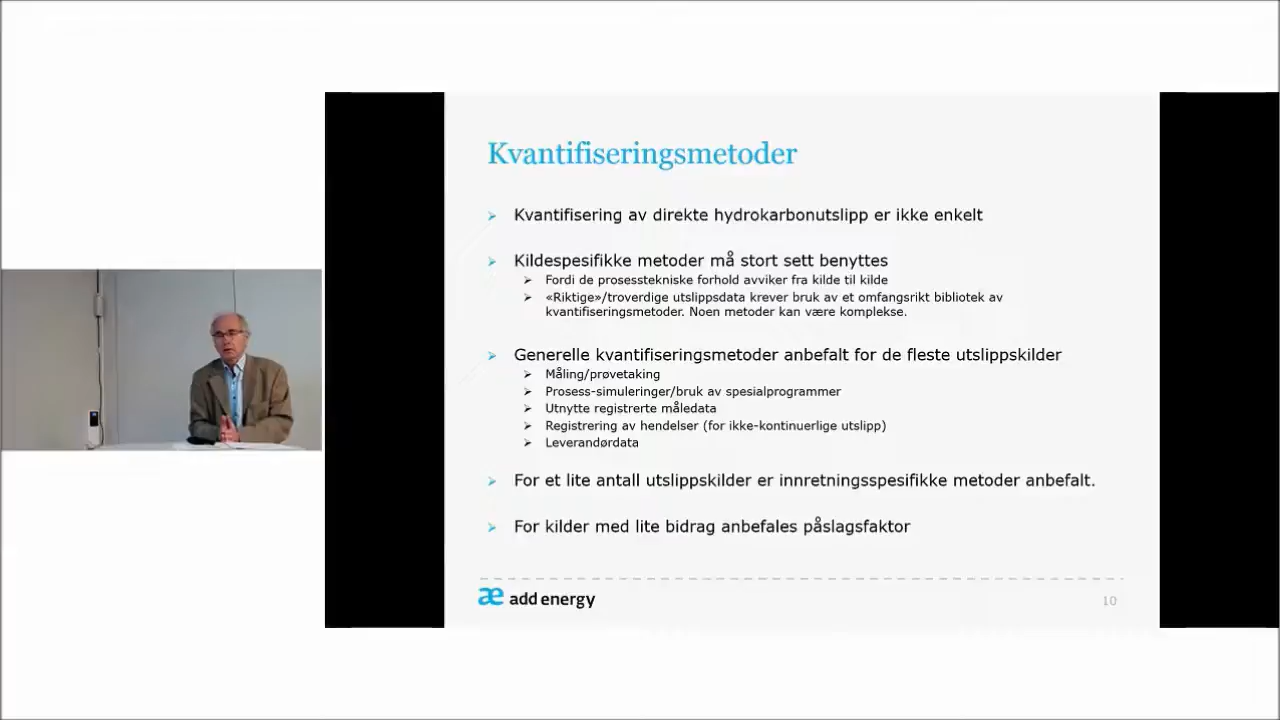 Kvantifiseringsmetoder
Kvantifisering av direkte hydrokarbonutslipp er ikke enkelt
Kildespesifikke metoder må stort sett benyttes
Fordi de prosesstekniske forhold avviker fra kilde til kilde
«Riktige»/troverdige utslippsdata krever bruk av et omfangsrikt bibliotek av
kvantifiseringsmetoder. Noen metoder kan være komplekse.
Generelle kvantifiseringsmetoder anbefalt for de fleste utslippskilder
Måling/prøvetaking
Prosess-simuleringer/bruk av spesialprogrammer
Utnytte registrerte måledata
Registrering av hendelser (for ikke-kontinuerlige utslipp)
Leverandørdata
For et lite antall utslippskilder er innretningsspesifikke metoder anbefalt.
For kilder med lite bidrag anbefales påslagsfaktor
æ add energy
10